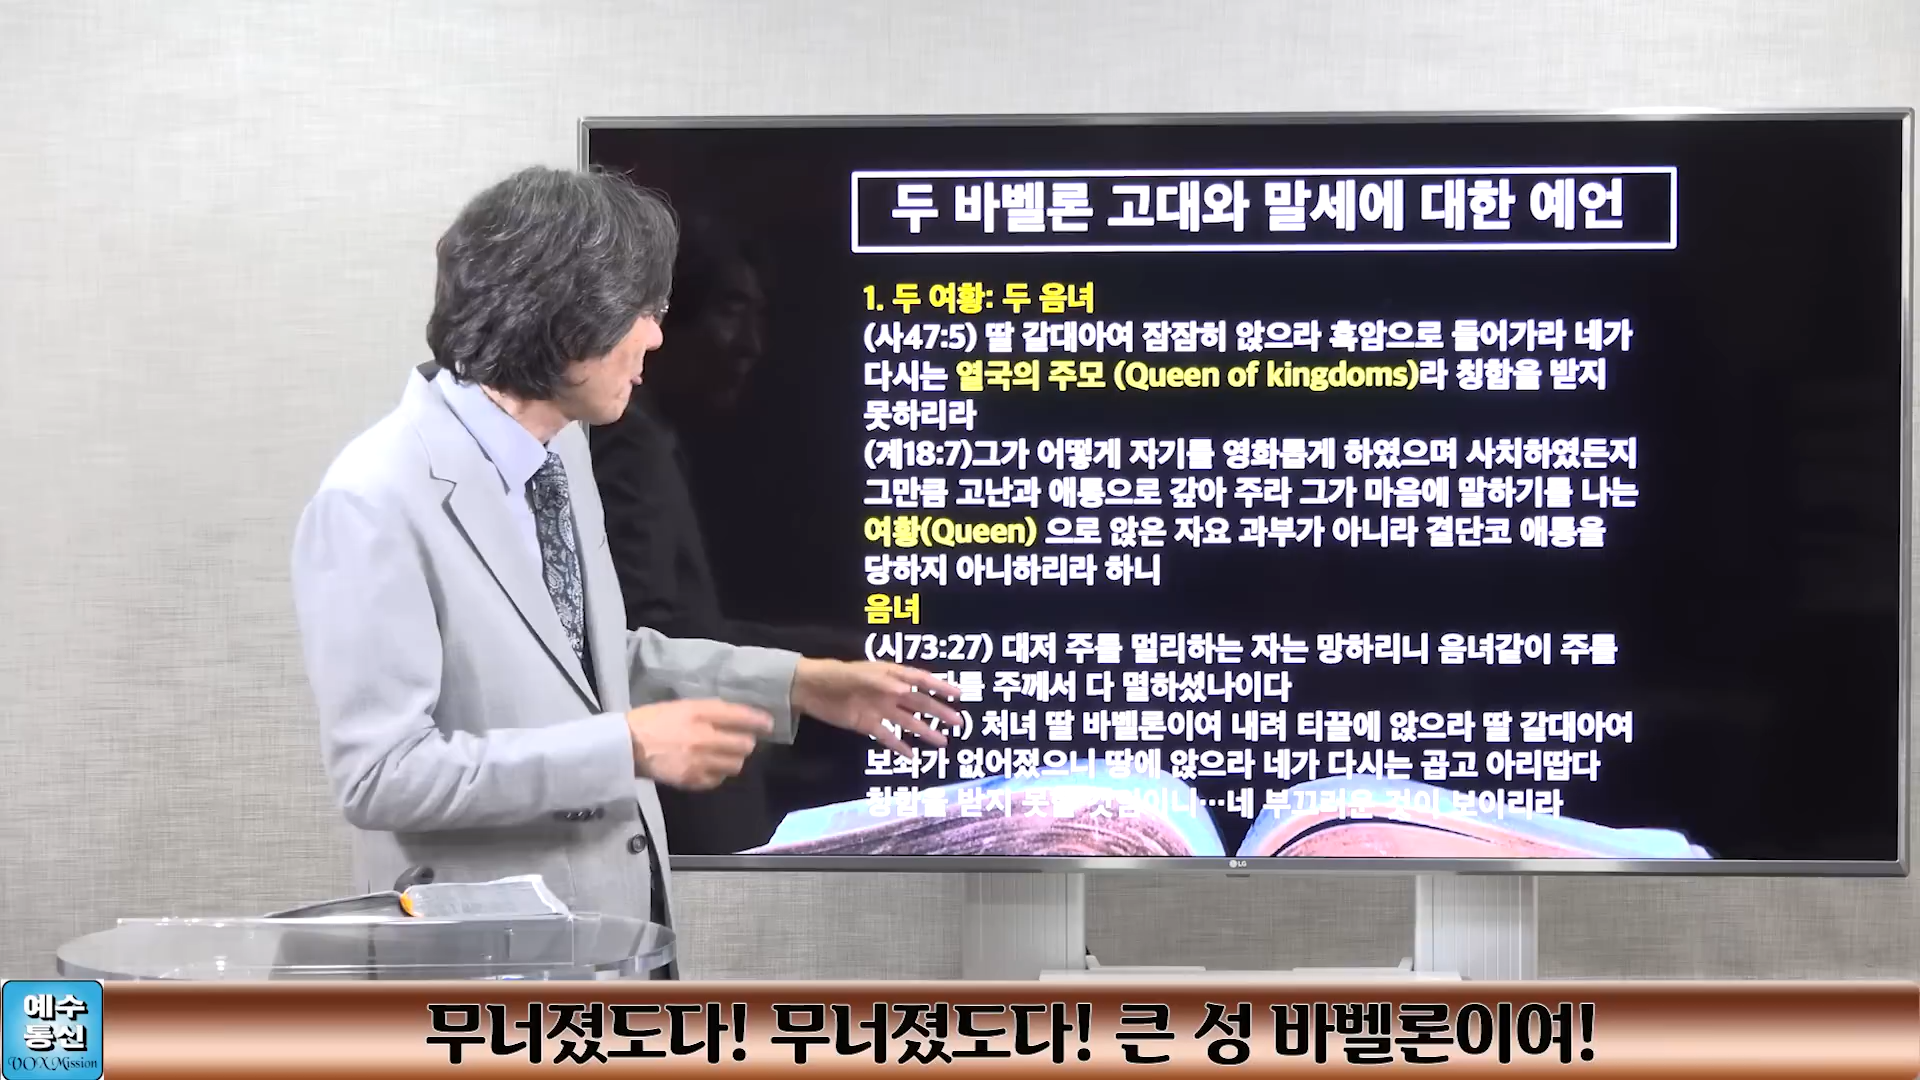 두 바벨론 고대와 말세에 대한 예언
1. 두 여황: 두 음녀
(사47:5) 딸 갈대아여 잠잠히 앉으라 흑암으로 들어가라 네가
다시는 열국의 주모 (Queen of kingdoms)라 칭함을 받지
못하리라
(계18:7)그가 어떻게 자기를 영화롭게 하였으며 사치하였든지
그만큼 고난과 애통으로 갚아 주라 그가 마음에 말하기를 나는
여황(Queen) 으로 앉은 자요 과부가 아니라 결단코 애통을
당하지 아니하리라 하니
음녀
(시73:27) 대저 주를 멀리하는 자는 망하리니 음녀같이 주를
자를 주께서 다 멸하셨나이다
처녀 딸 바벨론이여 내려 티끌에 앉으라 딸 갈대아여
보좌가 없어졌으니 땅에 앉으라 네가 다시는 곱고 아리땁다
칭함을 받지 못할 것임이니…네 부끄러운 것이 보이리라
LG
예수
통신
VOX Mission
무너졌도다! 무너졌도다! 큰 성 바벨론이여!